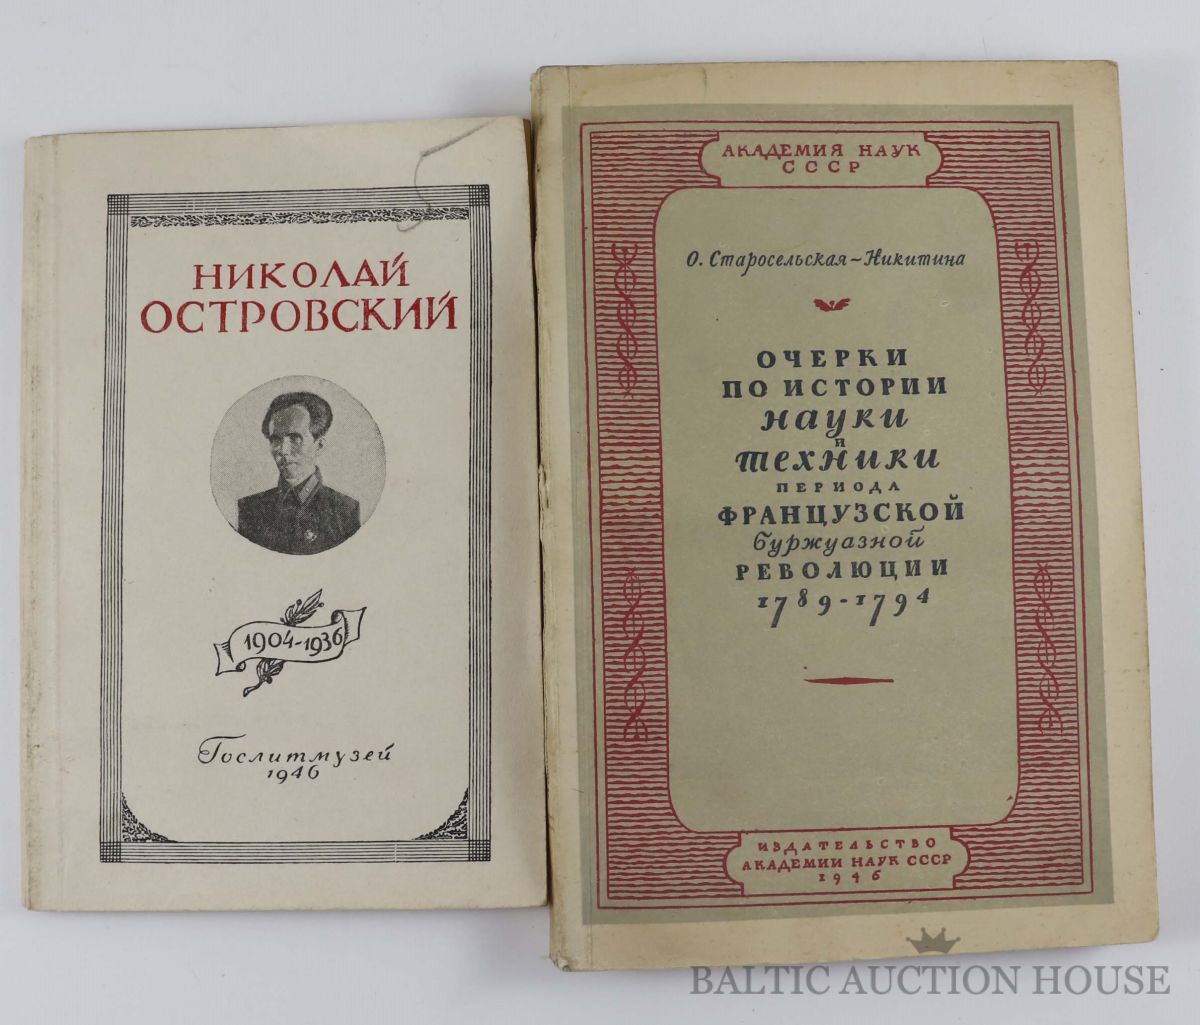 НИКОЛАЙ
ОСТРОВСКИЙ
1904-1936
Гослитмузей
1946
АКАДЕМИЯ НАУК
СССР
О. Старосельская-Никитина
ОЧЕРКИ
ПО ИСТОРИИ
НАУКИ
И
ТЕХНИКИ
ПЕРИОДА
ФРАНЦУЗСКОЙ
буржуазной
РЕВОЛЮЦИИ
1789-1794
ИЗДАТЕЛЬСТВО
АКАДЕМИИ НАУК СССР
1946
BALTIC AUCTION HOUSE